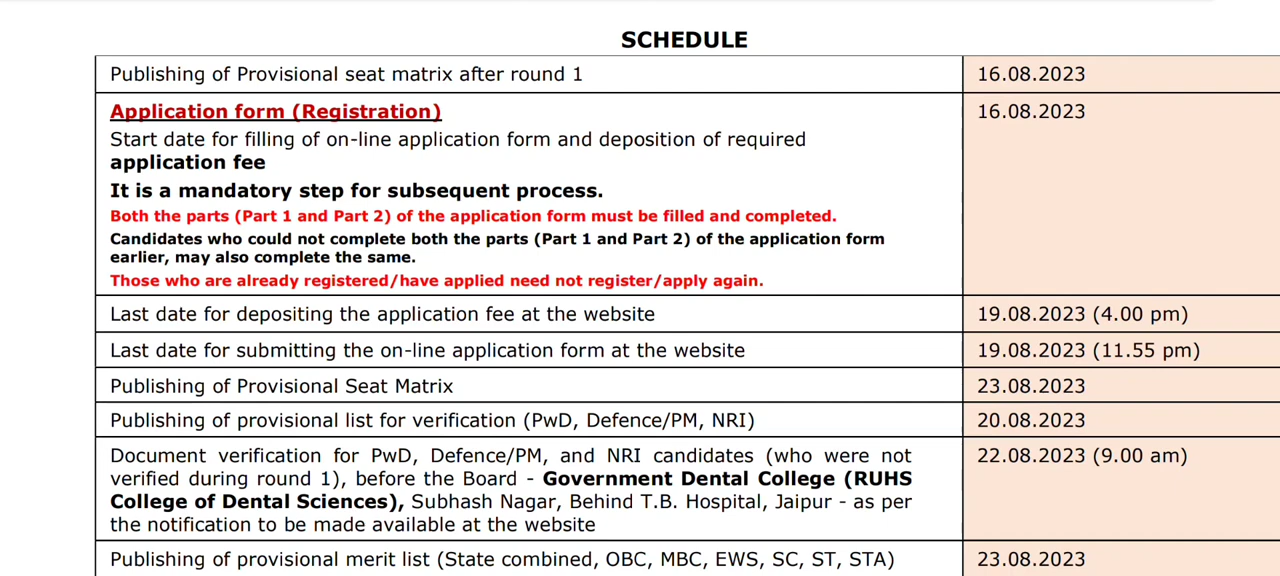 SCHEDULE
Publishing of Provisional seat matrix after round 1 16.08.2023
Application form (Registration) 16.08.2023
Start date for filling of on-line application form and deposition of required
application fee
It is a mandatory step for subsequent process.
Both the parts (Part 1 and Part 2) of the application form must be filled and completed.
Candidates who could not complete both the parts (Part 1 and Part 2) of the application form
earlier, may also complete the same.
Those who are already registered/have applied need not register/apply again.
Last date for depositing the application fee at the website 19.08.2023 (4.00 pm)
Last date for submitting the on-line application form at the website 19.08.2023 (11.55 pm)
Publishing of Provisional Seat Matrix 23.08.2023
Publishing of provisional list for verification (PwD, Defence/PM, NRI) 20.08.2023
Document verification for PwD, Defence/PM, and NRI candidates (who were not 22.08.2023 (9.00 am)
verified during round 1), before the Board - Government Dental College (RUHS
College of Dental Sciences), Subhash Nagar, Behind T.B. Hospital, Jaipur - as per
the notification to be made available at the website
Publishing of provisional merit list (State combined, OBC, MBC, EWS, SC, ST, STA) 23.08.2023